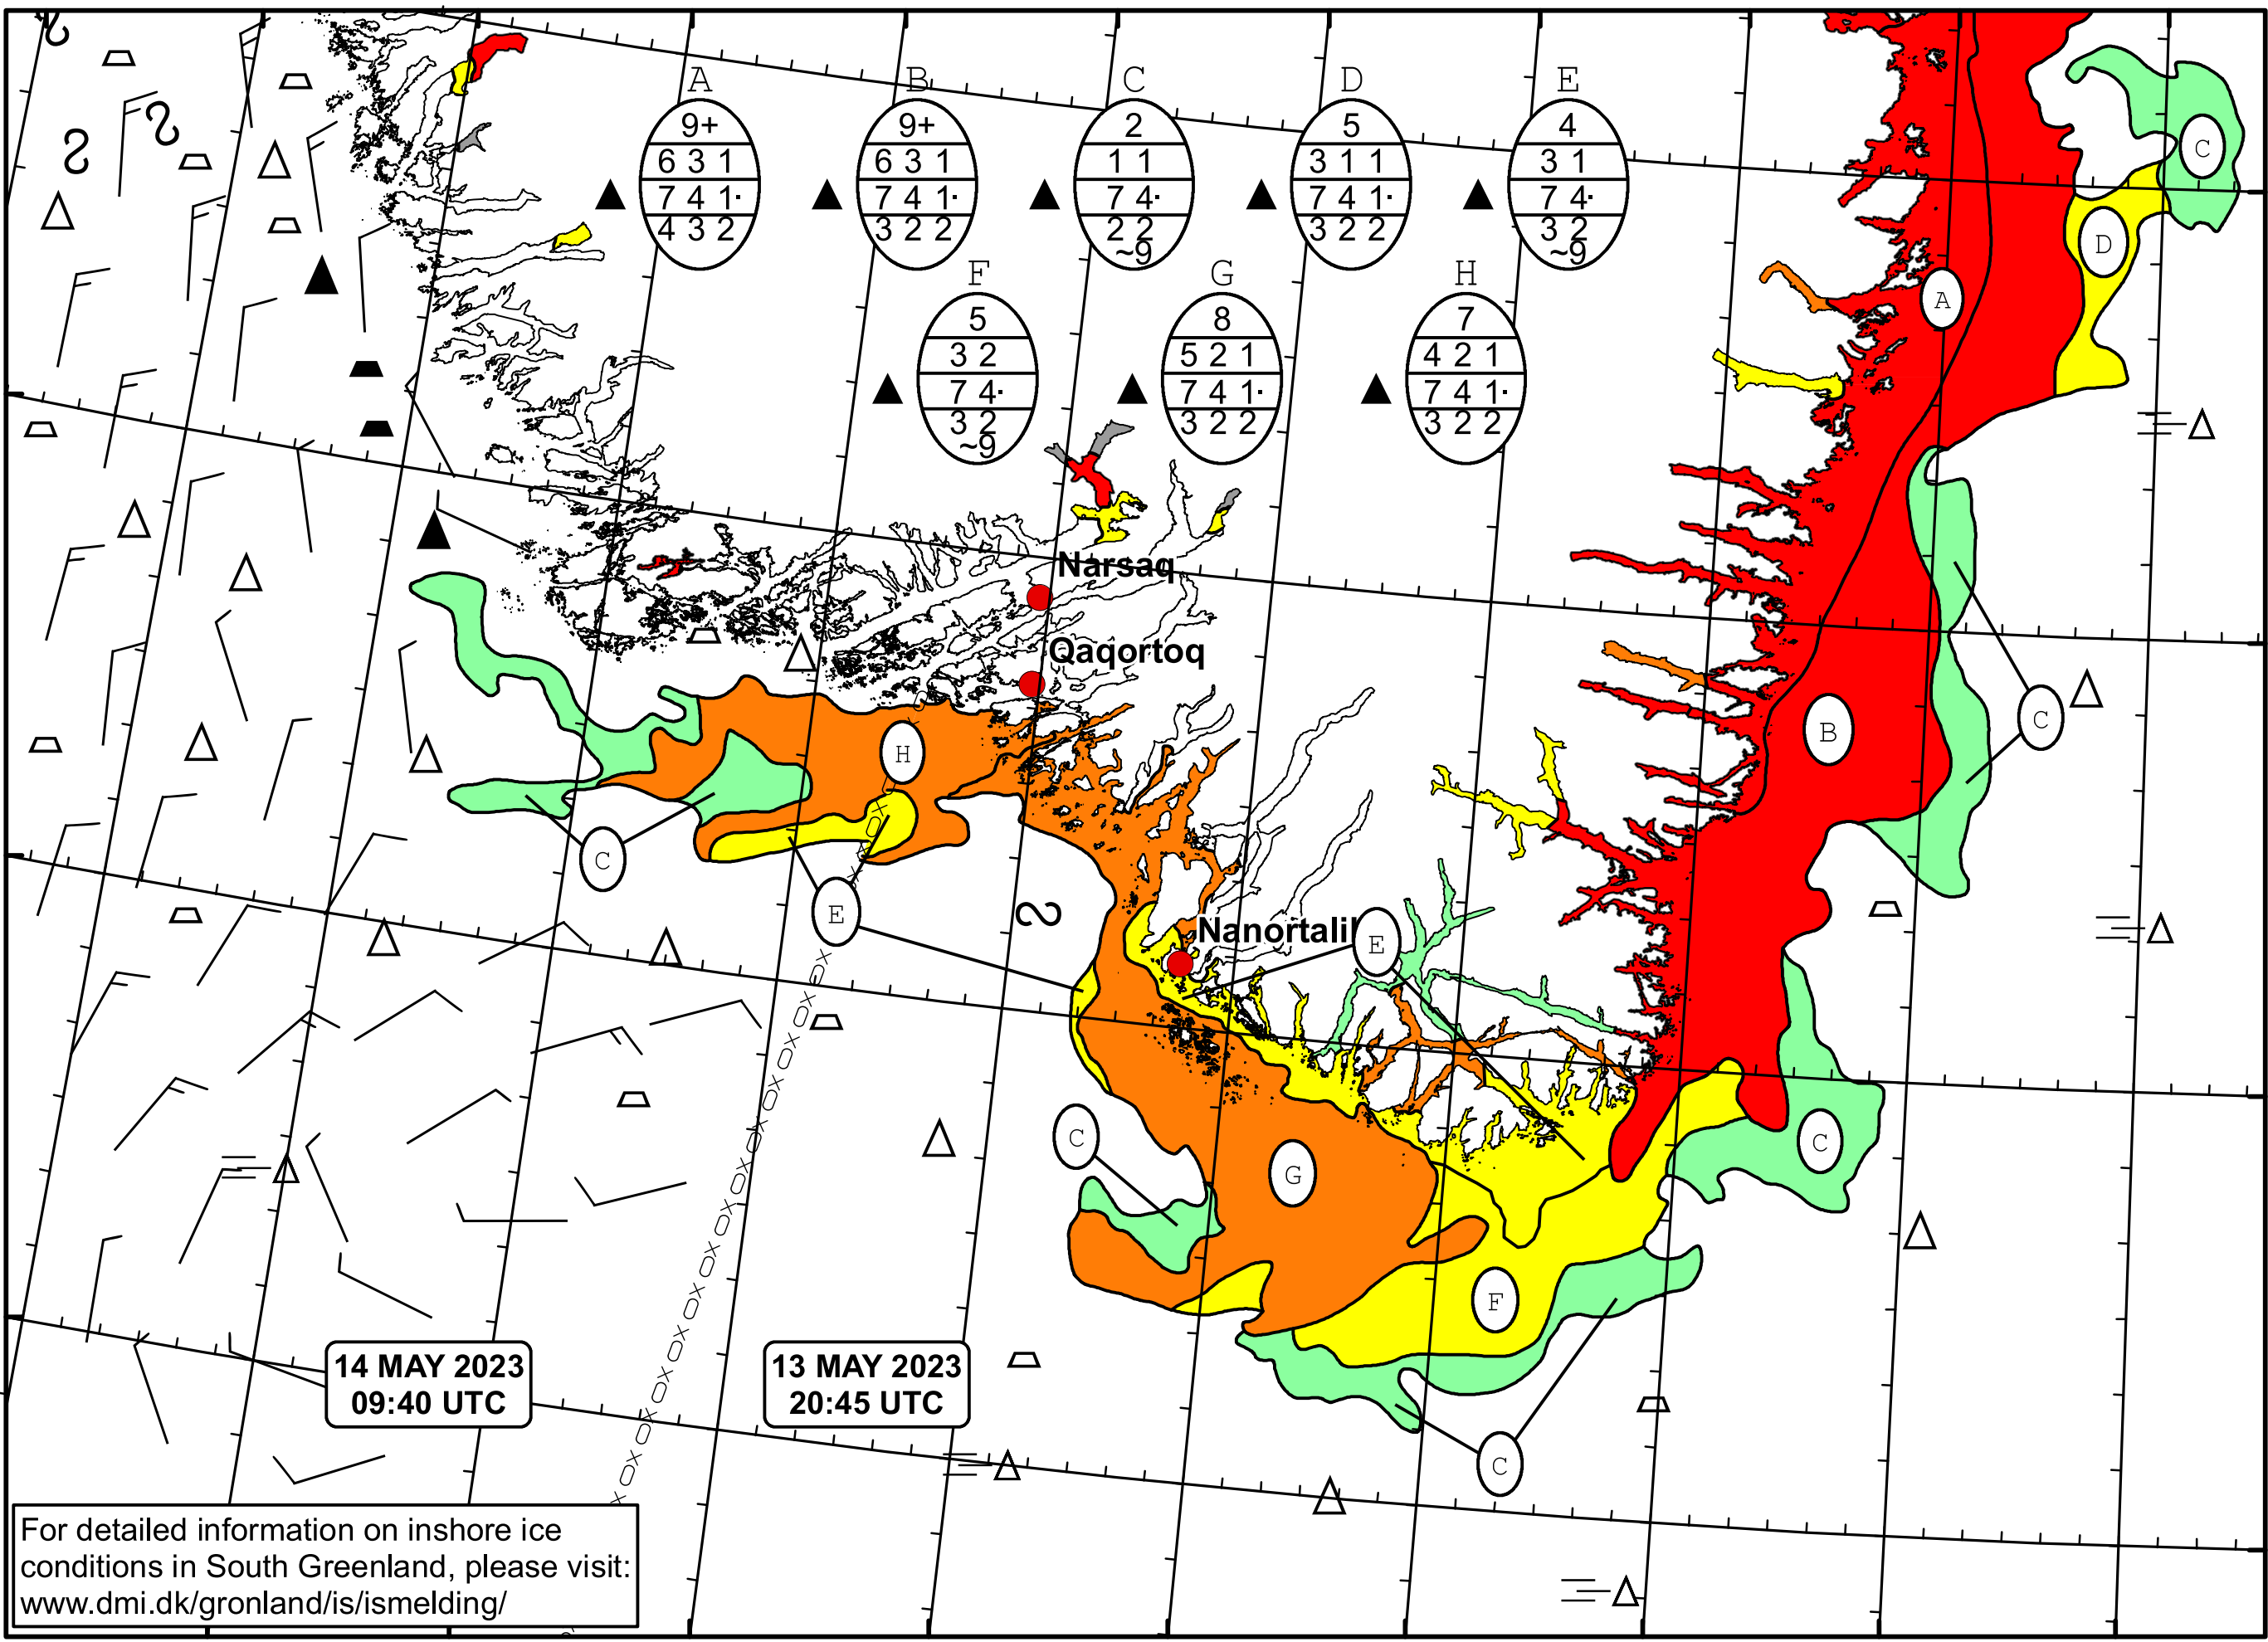 A B C D E
9+ 9+ 2 5 4
6 3 1 6 3 1 1 1 3 1 1 3 1
7 4 1· 7 4 1· 7 4· 7 4 1· 7 4·
4 3 2 3 2 2 2 2 3 2 2 3 2
~9 ~9
F G H
5 8 7
3 2 5 2 1 4 2 1
7 4· 7 4 1· 7 4 1·
3 2 3 2 2 3 2 2
~9
C
D
A
Narsaq
Qaqortoq
C
B
H
C
E
Nanortalik
E
C
C
G
F
14 MAY 2023
09:40 UTC
13 MAY 2023
20:45 UTC
C
For detailed information on inshore ice
conditions in South Greenland, please visit:
www.dmi.dk/gronland/is/ismelding/